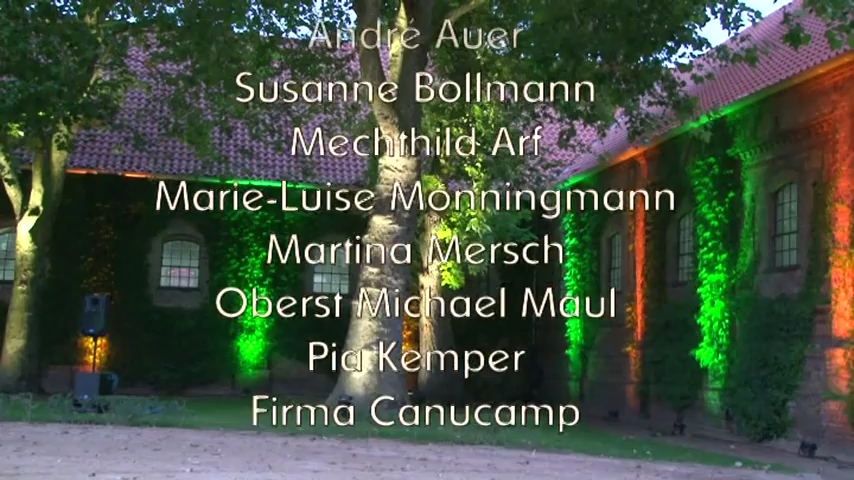 André Auer
Susanne Bollmann
Mechthild Arf
Marie-Luise Monningmann
Martina Mersch
Oberst Michael Maul
Pia Kemper
Firma Canucamp